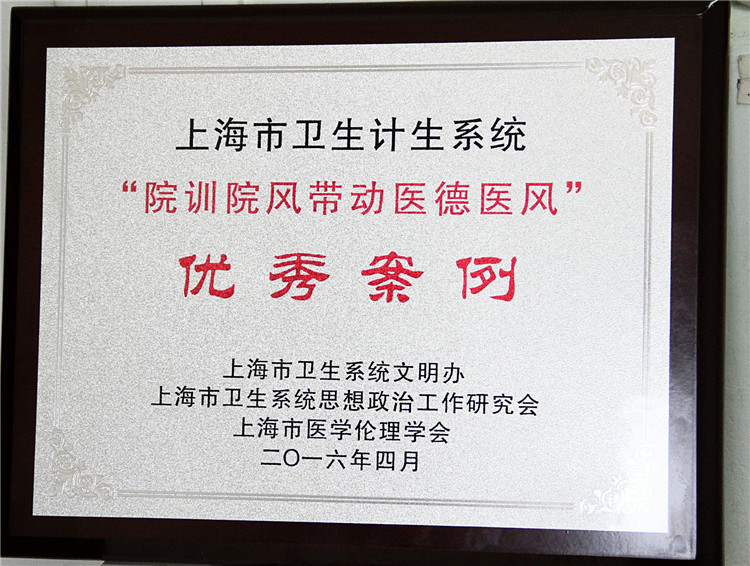 上海市卫生计生系统
“院训院风带动医德医风”
优秀案例
上海市卫生系统文明办
上海市卫生系统思想政治工作研究会
上海市医学伦理学会
二〇一六年四月